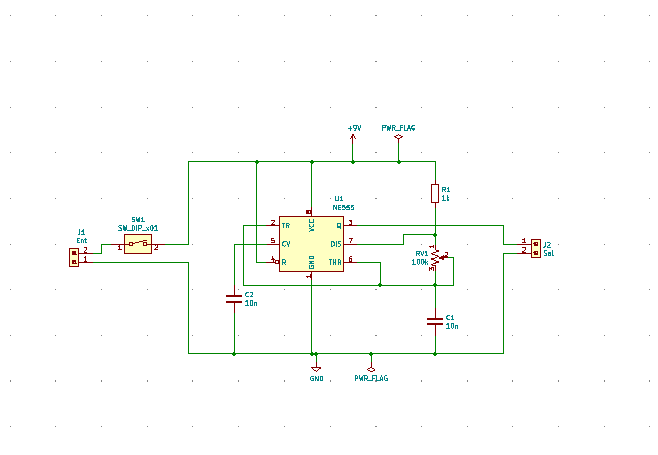 +9V PWR_FLAG
R1
1k
U1
NE555
8
VCC
2 TR Q 3
5 CV DIS 7
4 R THR 6
GND
1
J1
Ent
2
1
SW1
SW_DIP_x01
1 2
RV1
100k
1
2
3
J2
Sal
1
2
C2
10n
C1
10n
GND PWR_FLAG